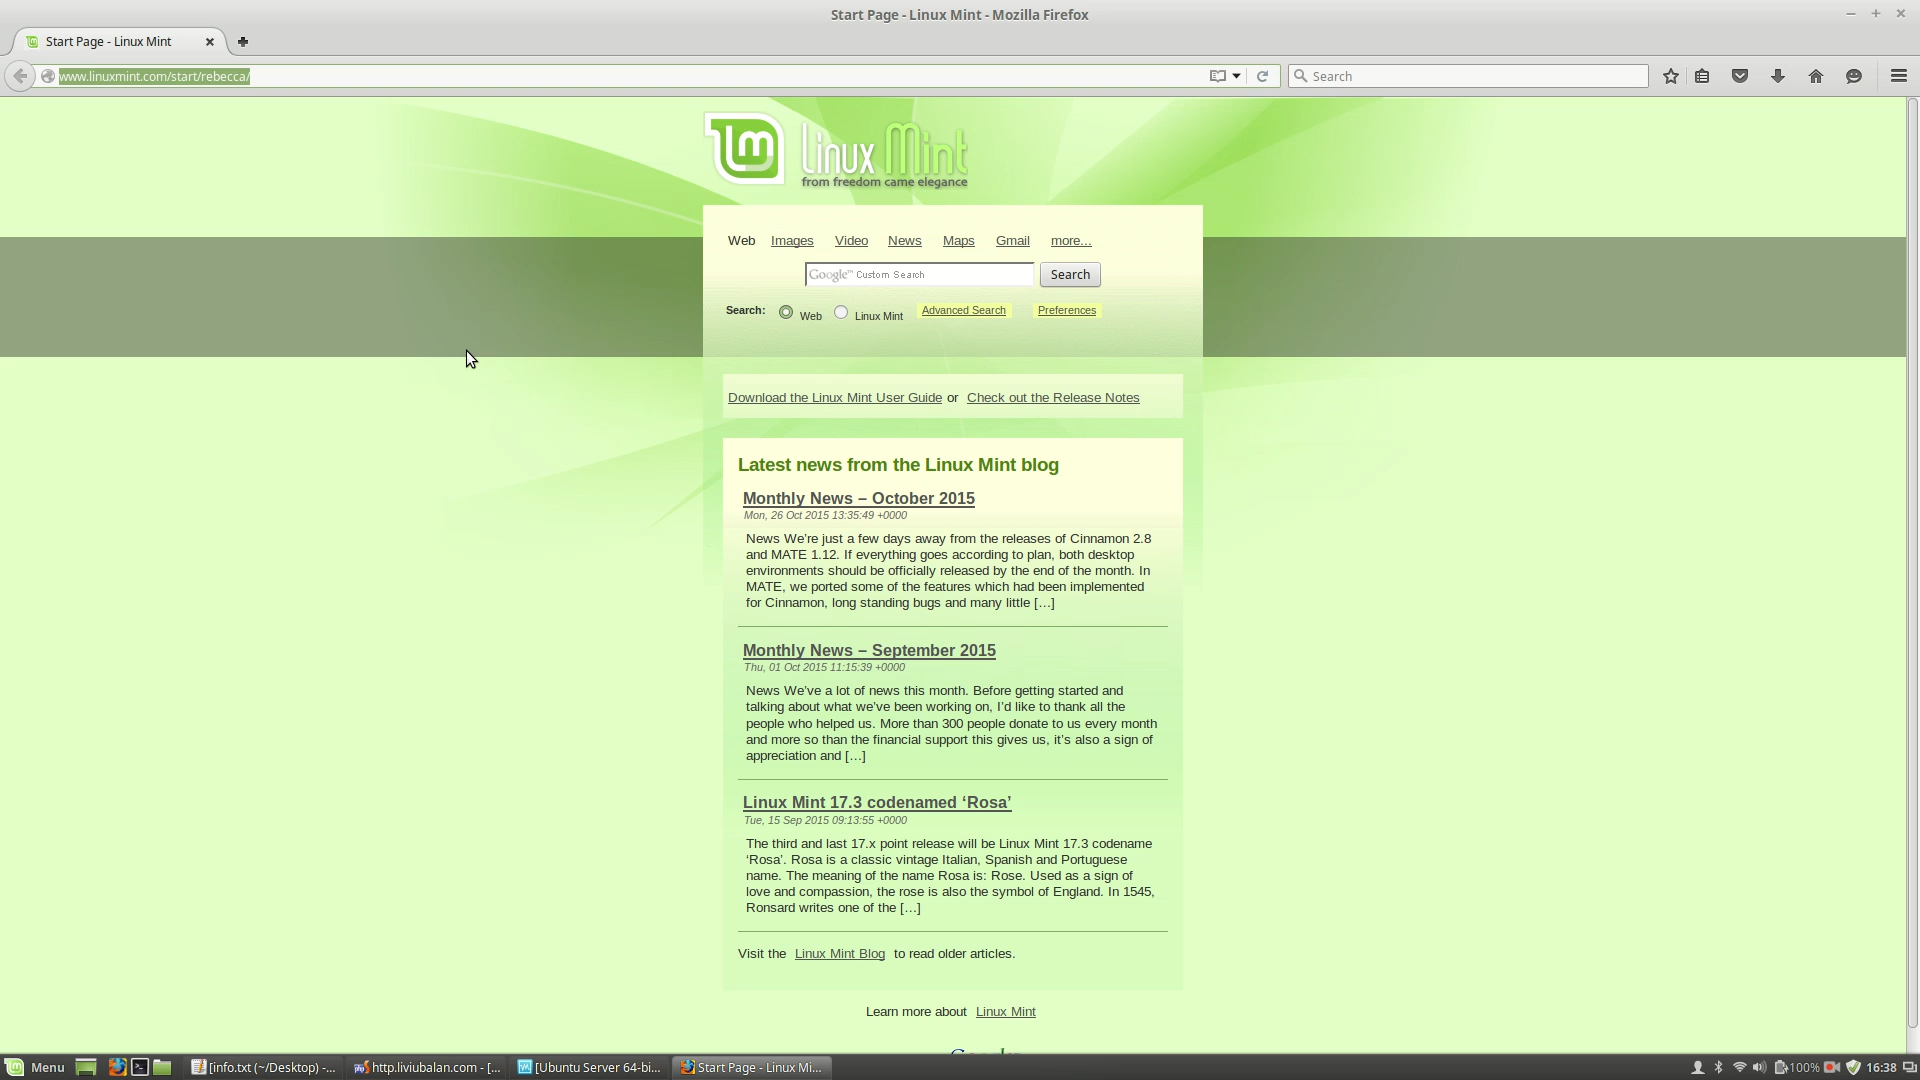 Start Page - Linux Mint - Mozilla Firefox
Start Page - Linux Mint
www.linuxmint.com/start/rebecca/
Search
Linux Mint
from freedom came elegance
Web Images Video News Maps Gmail more...
Google™ Custom Search Search
Search: Web Linux Mint Advanced Search Preferences
Download the Linux Mint User Guide or Check out the Release Notes
Latest news from the Linux Mint blog
Monthly News – October 2015
Mon, 26 Oct 2015 13:35:49 +0000
News We’re just a few days away from the releases of Cinnamon 2.8
and MATE 1.12. If everything goes according to plan, both desktop
environments should be officially released by the end of the month. In
MATE, we ported some of the features which had been implemented
for Cinnamon, long standing bugs and many little […]
Monthly News – September 2015
Thu, 01 Oct 2015 11:15:39 +0000
News We’ve a lot of news this month. Before getting started and
talking about what we’ve been working on, I’d like to thank all the
people who helped us. More than 300 people donate to us every month
and more so than the financial support this gives us, it’s also a sign of
appreciation and […]
Linux Mint 17.3 codenamed ‘Rosa’
Tue, 15 Sep 2015 09:13:55 +0000
The third and last 17.x point release will be Linux Mint 17.3 codename
‘Rosa’. Rosa is a classic vintage Italian, Spanish and Portuguese
name. The meaning of the name Rosa is: Rose. Used as a sign of
love and compassion, the rose is also the symbol of England. In 1545,
Ronsard writes one of the […]
Visit the Linux Mint Blog to read older articles.
Learn more about Linux Mint
Menu [info.txt (~/Desktop) -... http.liviubalan.com - [... [Ubuntu Server 64-bi... Start Page - Linux Mi... 100% 16:38